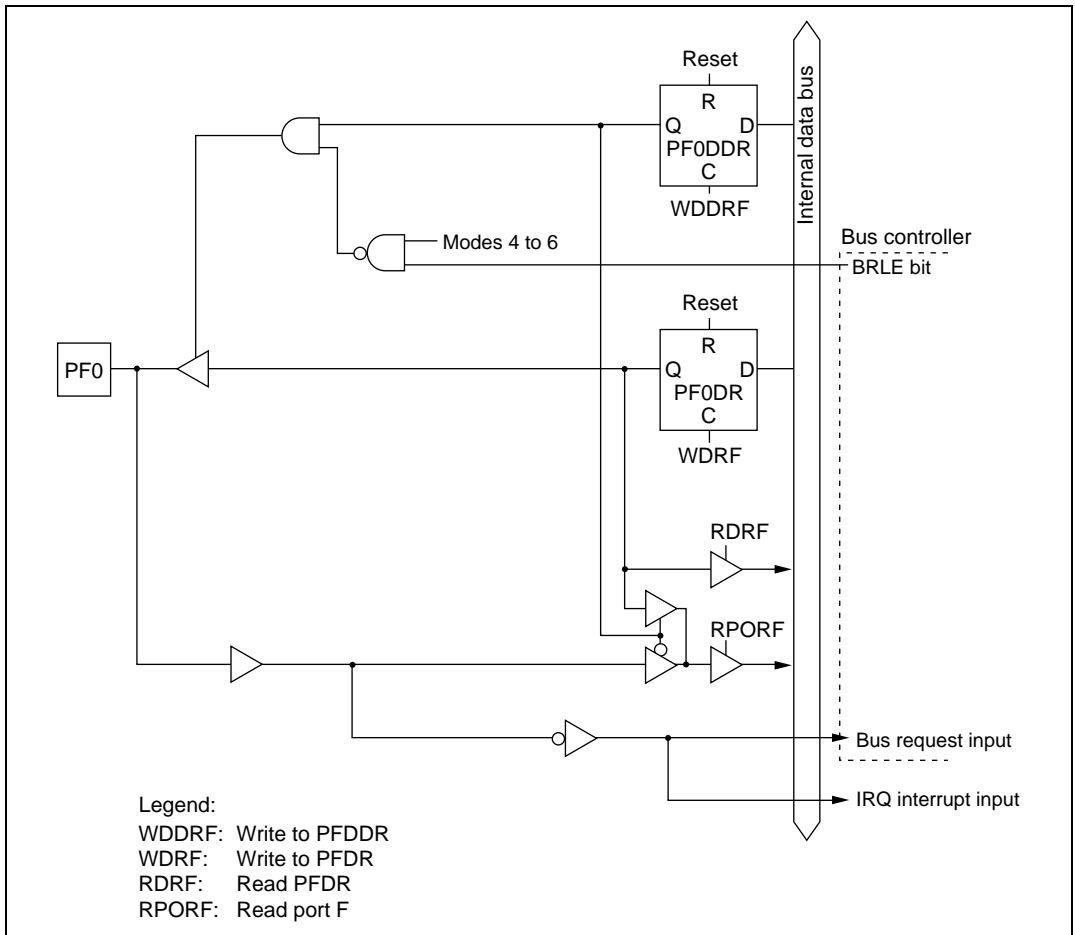 Reset
R
Q D
PF0DDR
C
WDDRF
Internal data bus
Modes 4 to 6
Bus controller
BRLE bit
Reset
R
PF0
Q D
PF0DR
C
WDRF
RDRF
RPORF
Bus request input
IRQ interrupt input
Legend:
WDDRF: Write to PFDDR
WDRF: Write to PFDR
RDRF: Read PFDR
RPORF: Read port F